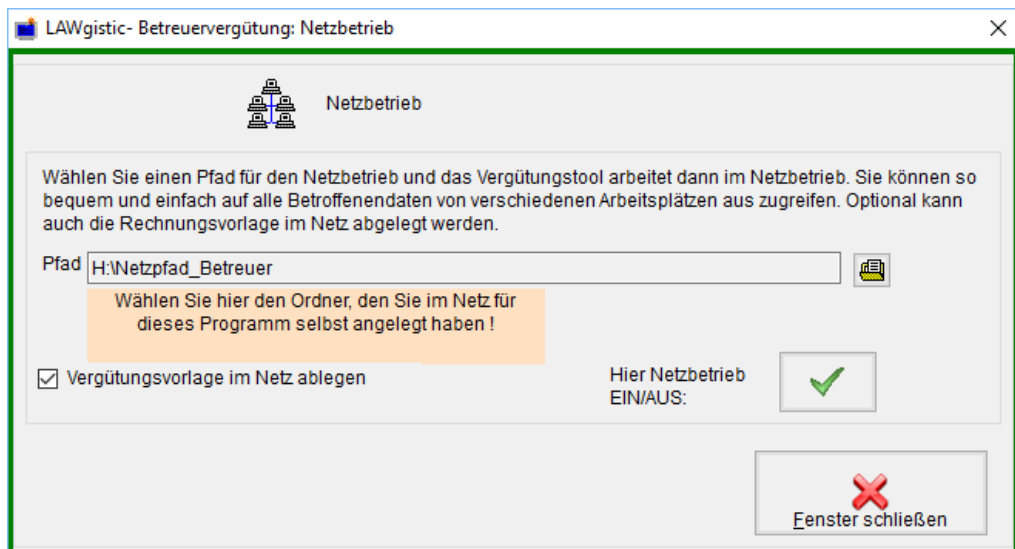 LAWgistic- Betreuervergütung: Netzbetrieb
Netzbetrieb
Wählen Sie einen Pfad für den Netzbetrieb und das Vergütungstool arbeitet dann im Netzbetrieb. Sie können so
bequem und einfach auf alle Betroffenendaten von verschiedenen Arbeitsplätzen aus zugreifen. Optional kann
auch die Rechnungsvorlage im Netz abgelegt werden.
Pfad H:\Netzpfad_Betreuer
Wählen Sie hier den Ordner, den Sie im Netz für
dieses Programm selbst angelegt haben !
Vergütungsvorlage im Netz ablegen
Hier Netzbetrieb
EIN/AUS:
Fenster schließen